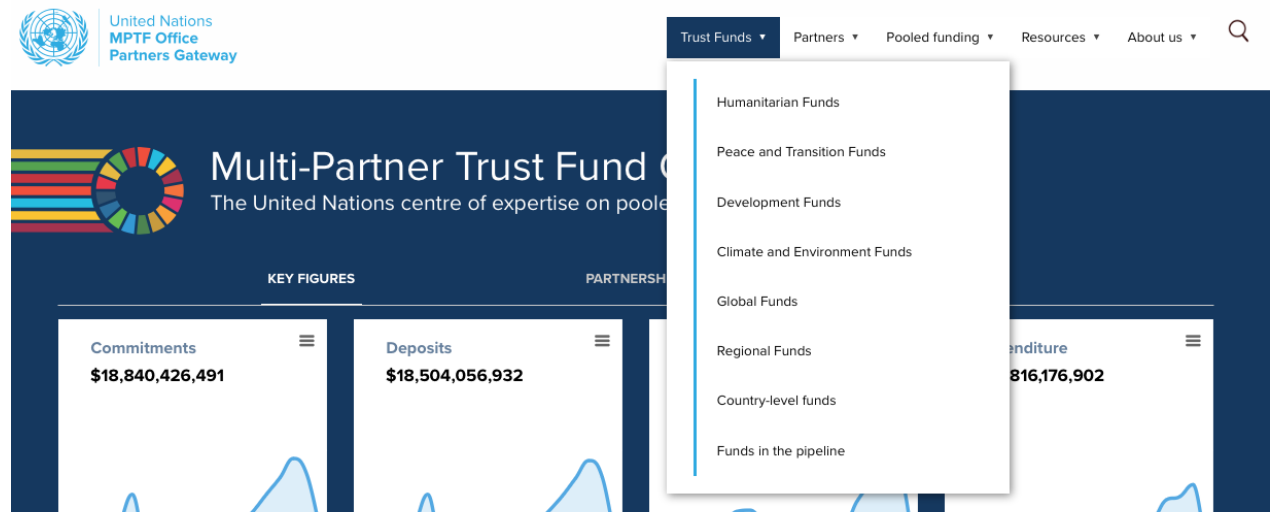 United Nations
MPTF Office
Partners Gateway
Trust Funds ▾
Partners ▾
Pooled funding ▾
Resources ▾
About us ▾
Humanitarian Funds
Peace and Transition Funds
Development Funds
Climate and Environment Funds
Global Funds
Regional Funds
Country-level funds
Funds in the pipeline
Multi-Partner Trust Fund
The United Nations centre of expertise on
KEY FIGURES
Commitments
$18,840,426,491
Deposits
$18,504,056,932
816,176,902